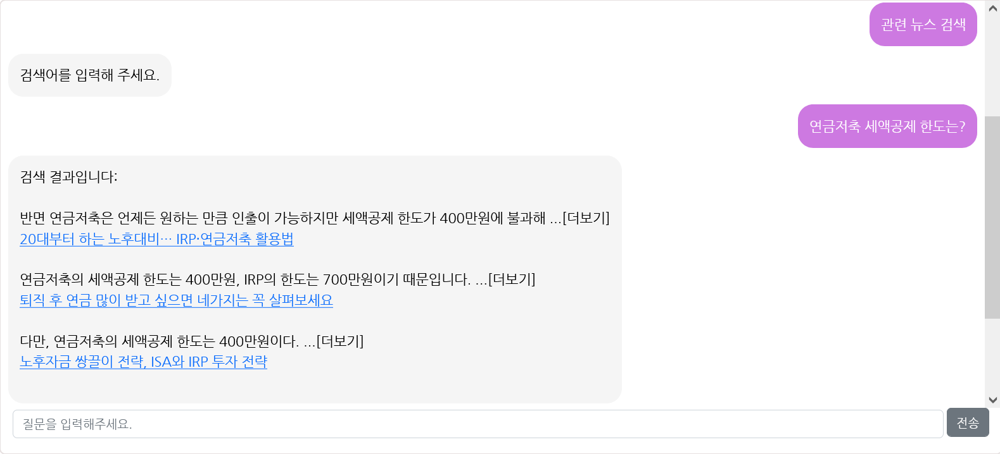 관련 뉴스 검색
검색어를 입력해 주세요.
연금저축 세액공제 한도는?
검색 결과입니다:
반면 연금저축은 언제든 원하는 만큼 인출이 가능하지만 세액공제 한도가 400만원에 불과해 ...[더보기]
20대부터 하는 노후대비… IRP·연금저축 활용법
연금저축의 세액공제 한도는 400만원, IRP의 한도는 700만원이기 때문입니다. ...[더보기]
퇴직 후 연금 많이 받고 싶으면 네가지는 꼭 살펴보세요
다만, 연금저축의 세액공제 한도는 400만원이다. ...[더보기]
노후자금 쌍끌이 전략, ISA와 IRP 투자 전략
질문을 입력해주세요.
전송